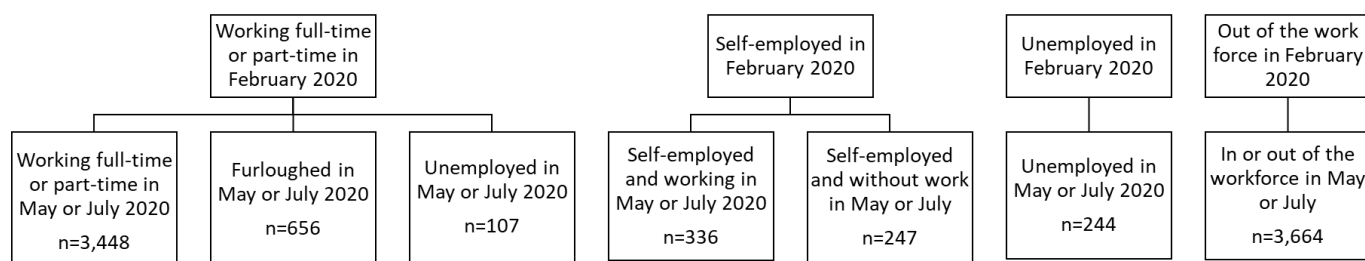 Working full-time
or part-time in
February 2020
Self-employed in
February 2020
Unemployed in
February 2020
Out of the work
force in February
2020
Working full-time
or part-time in
May or July 2020
n=3,448
Furloughed in
May or July 2020
n=656
Unemployed in
May or July 2020
n=107
Self-employed
and working in
May or July 2020
n=336
Self-employed
and without work
in May or July
n=247
Unemployed in
May or July 2020
n=244
In or out of the
workforce in May
or July
n=3,664